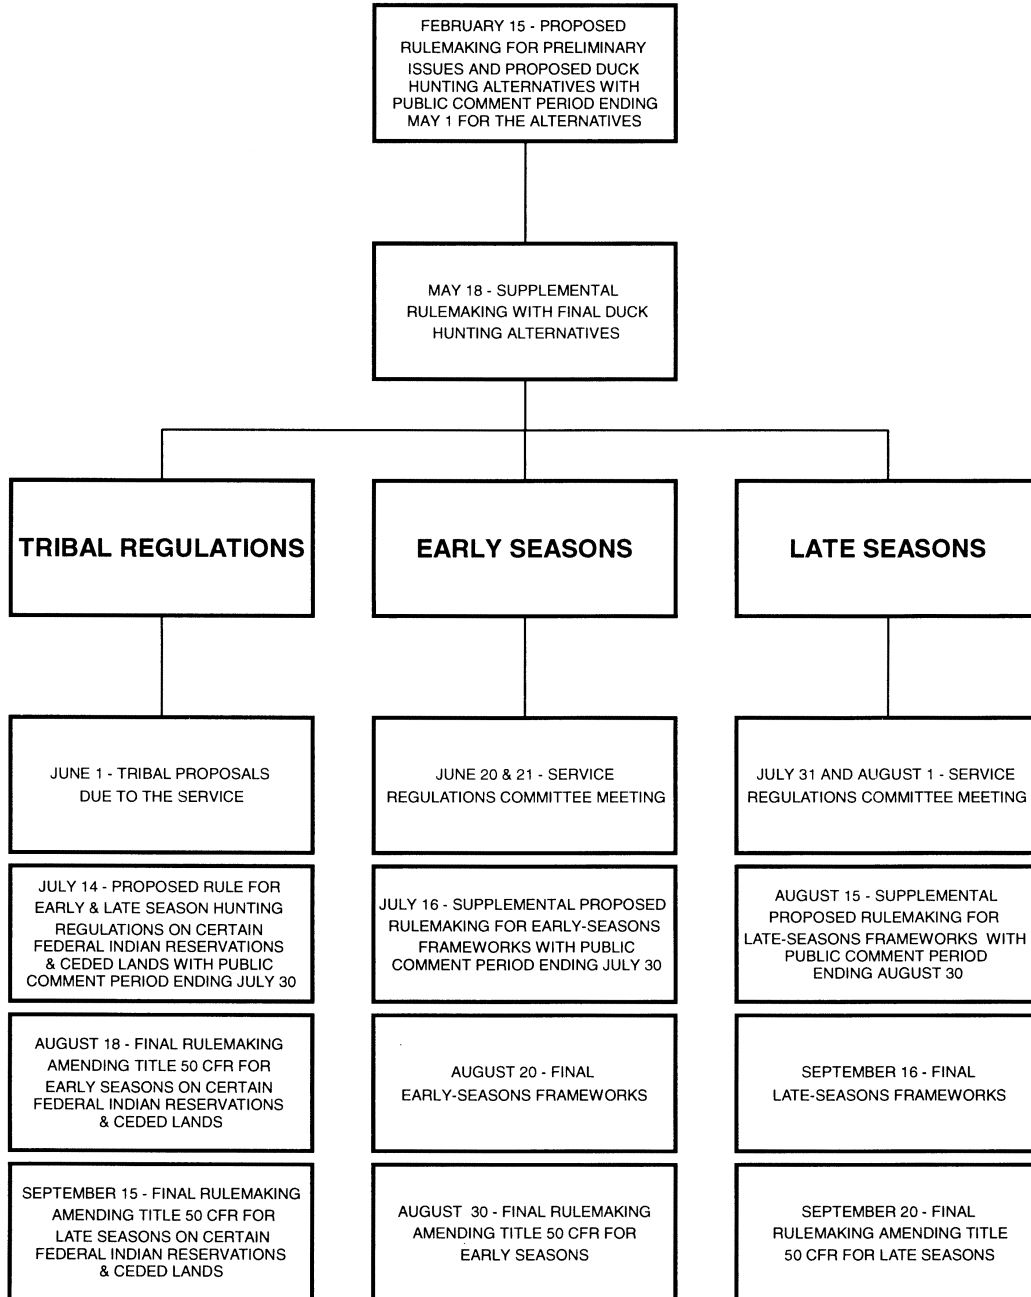 FEBRUARY 15 - PROPOSED
RULEMAKING FOR PRELIMINARY
ISSUES AND PROPOSED DUCK
HUNTING ALTERNATIVES WITH
PUBLIC COMMENT PERIOD ENDING
MAY 1 FOR THE ALTERNATIVES
MAY 18 - SUPPLEMENTAL
RULEMAKING WITH FINAL DUCK
HUNTING ALTERNATIVES
TRIBAL REGULATIONS
JUNE 1 - TRIBAL PROPOSALS
DUE TO THE SERVICE
JULY 14 - PROPOSED RULE FOR
EARLY & LATE SEASON HUNTING
REGULATIONS ON CERTAIN
FEDERAL INDIAN RESERVATIONS
& CEDED LANDS WITH PUBLIC
COMMENT PERIOD ENDING JULY 30
AUGUST 18 - FINAL RULEMAKING
AMENDING TITLE 50 CFR FOR
EARLY SEASONS ON CERTAIN
FEDERAL INDIAN RESERVATIONS
& CEDED LANDS
SEPTEMBER 15 - FINAL RULEMAKING
AMENDING TITLE 50 CFR FOR
LATE SEASONS ON CERTAIN
FEDERAL INDIAN RESERVATIONS
& CEDED LANDS
EARLY SEASONS
JUNE 20 & 21 - SERVICE
REGULATIONS COMMITTEE MEETING
JULY 16 - SUPPLEMENTAL PROPOSED
RULEMAKING FOR EARLY-SEASONS
FRAMEWORKS WITH PUBLIC
COMMENT PERIOD ENDING JULY 30
AUGUST 20 - FINAL
EARLY-SEASONS FRAMEWORKS
AUGUST 30 - FINAL RULEMAKING
AMENDING TITLE 50 CFR FOR
EARLY SEASONS
LATE SEASONS
JULY 31 AND AUGUST 1 - SERVICE
REGULATIONS COMMITTEE MEETING
AUGUST 15 - SUPPLEMENTAL
PROPOSED RULEMAKING FOR
LATE-SEASONS FRAMEWORKS WITH
PUBLIC COMMENT PERIOD
ENDING AUGUST 30
SEPTEMBER 16 - FINAL
LATE-SEASONS FRAMEWORKS
SEPTEMBER 20 - FINAL
RULEMAKING AMENDING TITLE
50 CFR FOR LATE SEASONS